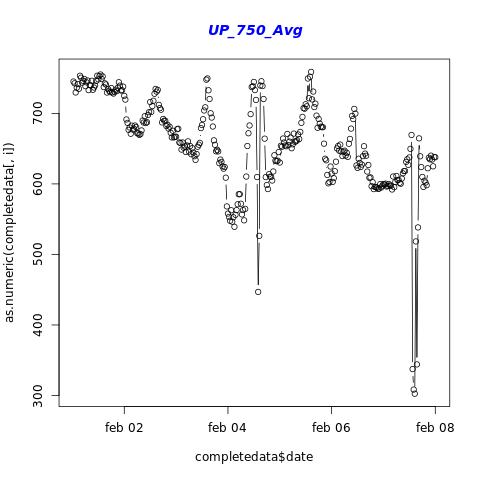 UP_750_Avg
as.numeric(completedata[, i])
700
600
500
400
300
feb 02
feb 04
feb 06
feb 08
completedata$date